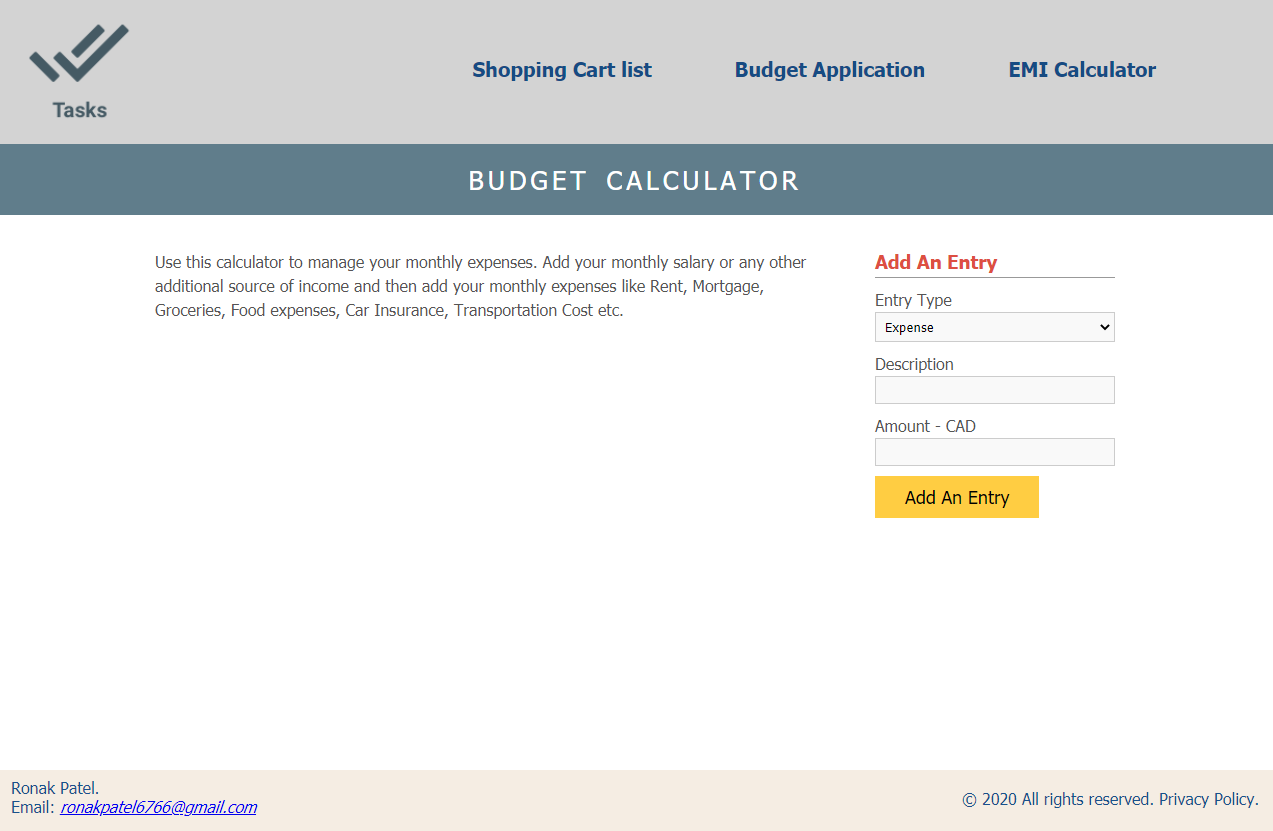 Tasks
Shopping Cart list
Budget Application
EMI Calculator
BUDGET CALCULATOR
Use this calculator to manage your monthly expenses. Add your monthly salary or any other
additional source of income and then add your monthly expenses like Rent, Mortgage,
Groceries, Food expenses, Car Insurance, Transportation Cost etc.
Add An Entry
Entry Type
Expense
Description
Amount - CAD
Add An Entry
Ronak Patel.
Email: ronakpatel6766@gmail.com
© 2020 All rights reserved. Privacy Policy.